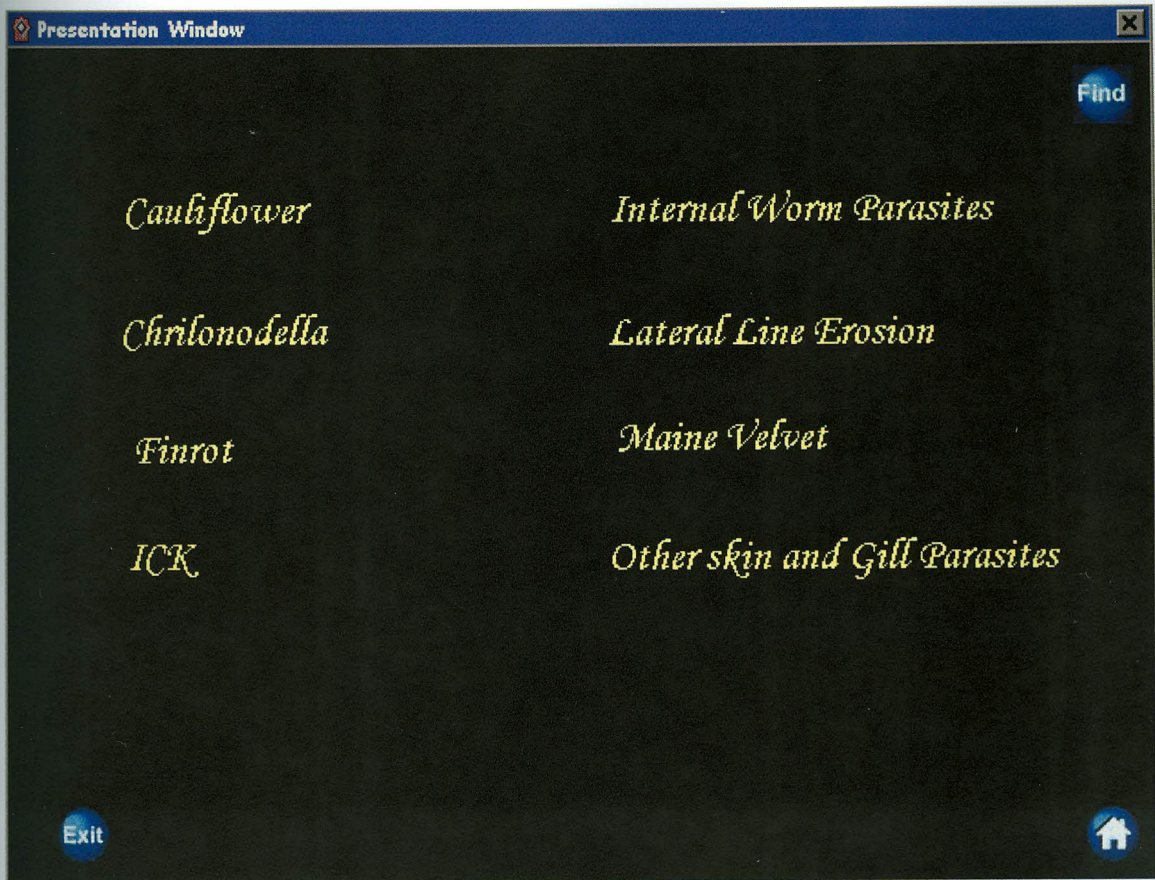 Presentation Window
Find
Cauliflower
Chrilonodella
Finrot
ICK
Internal Worm Parasites
Lateral Line Erosion
Maine Velvet
Other skin and Gill Parasites
Exit